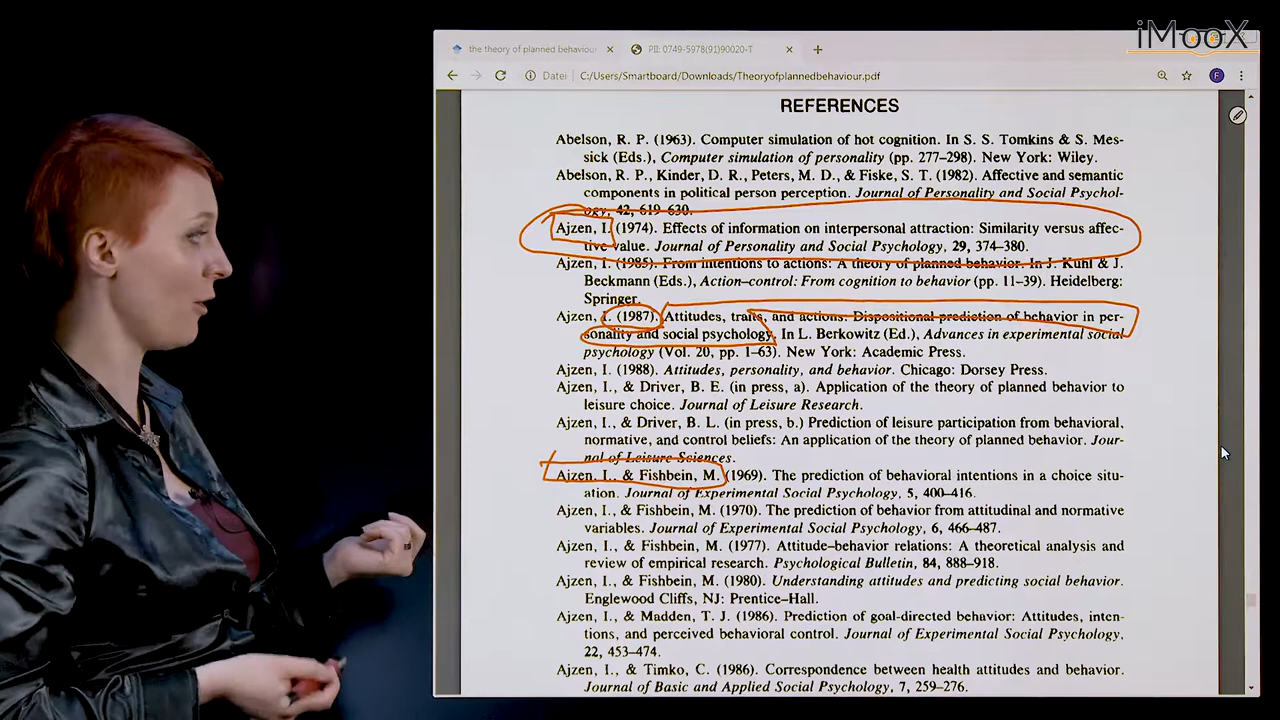 iMooX
the theory of planned behaviour
PII: 0749-5978(91)90020-T
Datei
C:/Users/Smartboard/Downloads/Theoryofplannedbehaviour.pdf
F
REFERENCES
Abelson, R. P. (1963). Computer simulation of hot cognition. In S. S. Tomkins & S. Mes-
sick (Eds.), Computer simulation of personality (pp. 277–298). New York: Wiley.
Abelson, R. P., Kinder, D. R., Peters, M. D., & Fiske, S. T. (1982). Affective and semantic
components in political person perception. Journal of Personality and Social Psychol-
ogy, 42, 619–630.
Ajzen, I. (1974). Effects of information on interpersonal attraction: Similarity versus affec-
tive value. Journal of Personality and Social Psychology, 29, 374–380.
Ajzen, I. (1985). From intentions to actions: A theory of planned behavior. In J. Kuhl & J.
Beckmann (Eds.), Action–control: From cognition to behavior (pp. 11–39). Heidelberg:
Springer.
Ajzen, I. (1987). Attitudes, traits, and actions: Dispositional prediction of behavior in per-
sonality and social psychology. In L. Berkowitz (Ed.), Advances in experimental social
psychology (Vol. 20, pp. 1–63). New York: Academic Press.
Ajzen, I. (1988). Attitudes, personality, and behavior. Chicago: Dorsey Press.
Ajzen, I., & Driver, B. E. (in press, a). Application of the theory of planned behavior to
leisure choice. Journal of Leisure Research.
Ajzen, I., & Driver, B. L. (in press, b.) Prediction of leisure participation from behavioral,
normative, and control beliefs: An application of the theory of planned behavior. Jour-
nal of Leisure Sciences.
Ajzen, I., & Fishbein, M. (1969). The prediction of behavioral intentions in a choice situ-
ation. Journal of Experimental Social Psychology, 5, 400–416.
Ajzen, I., & Fishbein, M. (1970). The prediction of behavior from attitudinal and normative
variables. Journal of Experimental Social Psychology, 6, 466–487.
Ajzen, I., & Fishbein, M. (1977). Attitude–behavior relations: A theoretical analysis and
review of empirical research. Psychological Bulletin, 84, 888–918.
Ajzen, I., & Fishbein, M. (1980). Understanding attitudes and predicting social behavior.
Englewood Cliffs, NJ: Prentice–Hall.
Ajzen, I., & Madden, T. J. (1986). Prediction of goal-directed behavior: Attitudes, inten-
tions, and perceived behavioral control. Journal of Experimental Social Psychology,
22, 453–474.
Ajzen, I., & Timko, C. (1986). Correspondence between health attitudes and behavior.
Journal of Basic and Applied Social Psychology, 7, 259–276.